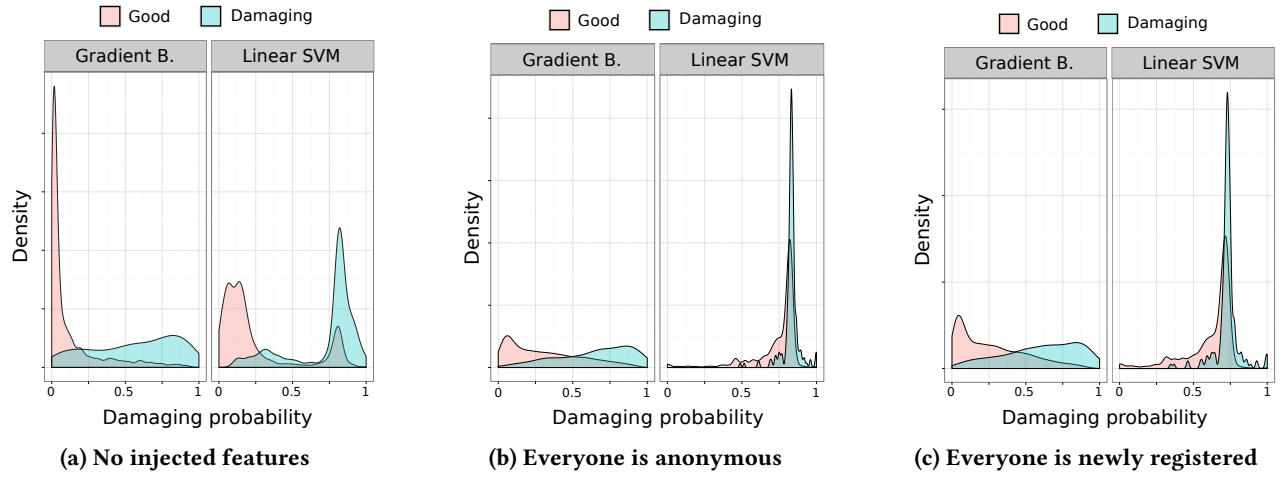 Good Damaging
Gradient B. Linear SVM
Density
0 0.5 1 0 0.5 1
Damaging probability
(a) No injected features
Good Damaging
Gradient B. Linear SVM
Density
0 0.5 1 0 0.5 1
Damaging probability
(b) Everyone is anonymous
Good Damaging
Gradient B. Linear SVM
Density
0 0.5 1 0 0.5 1
Damaging probability
(c) Everyone is newly registered